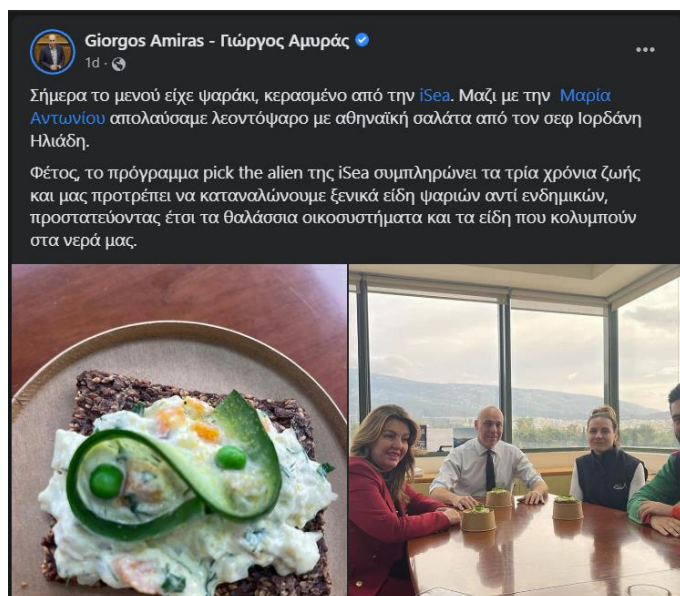 Giorgos Amiras - Γιώργος Αμυράς
1d ·
Σήμερα το μενού είχε ψαράκι, κερασμένο από την iSea. Μαζι με την Μαρία
Αντωνίου απολαύσαμε λεοντόψαρο με αθηναϊκή σαλάτα από τον σεφ Ιορδάνη
Ηλιάδη.
Φέτος, το πρόγραμμα pick the alien της iSea συμπληρώνει τα τρία χρόνια ζωής
και μας προτρέπει να καταναλώνουμε ξενικά είδη ψαριών αντί ενδημικών,
προστατεύοντας έτσι τα θαλάσσια οικοσυστήματα και τα είδη που κολυμπούν
στα νερά μας.